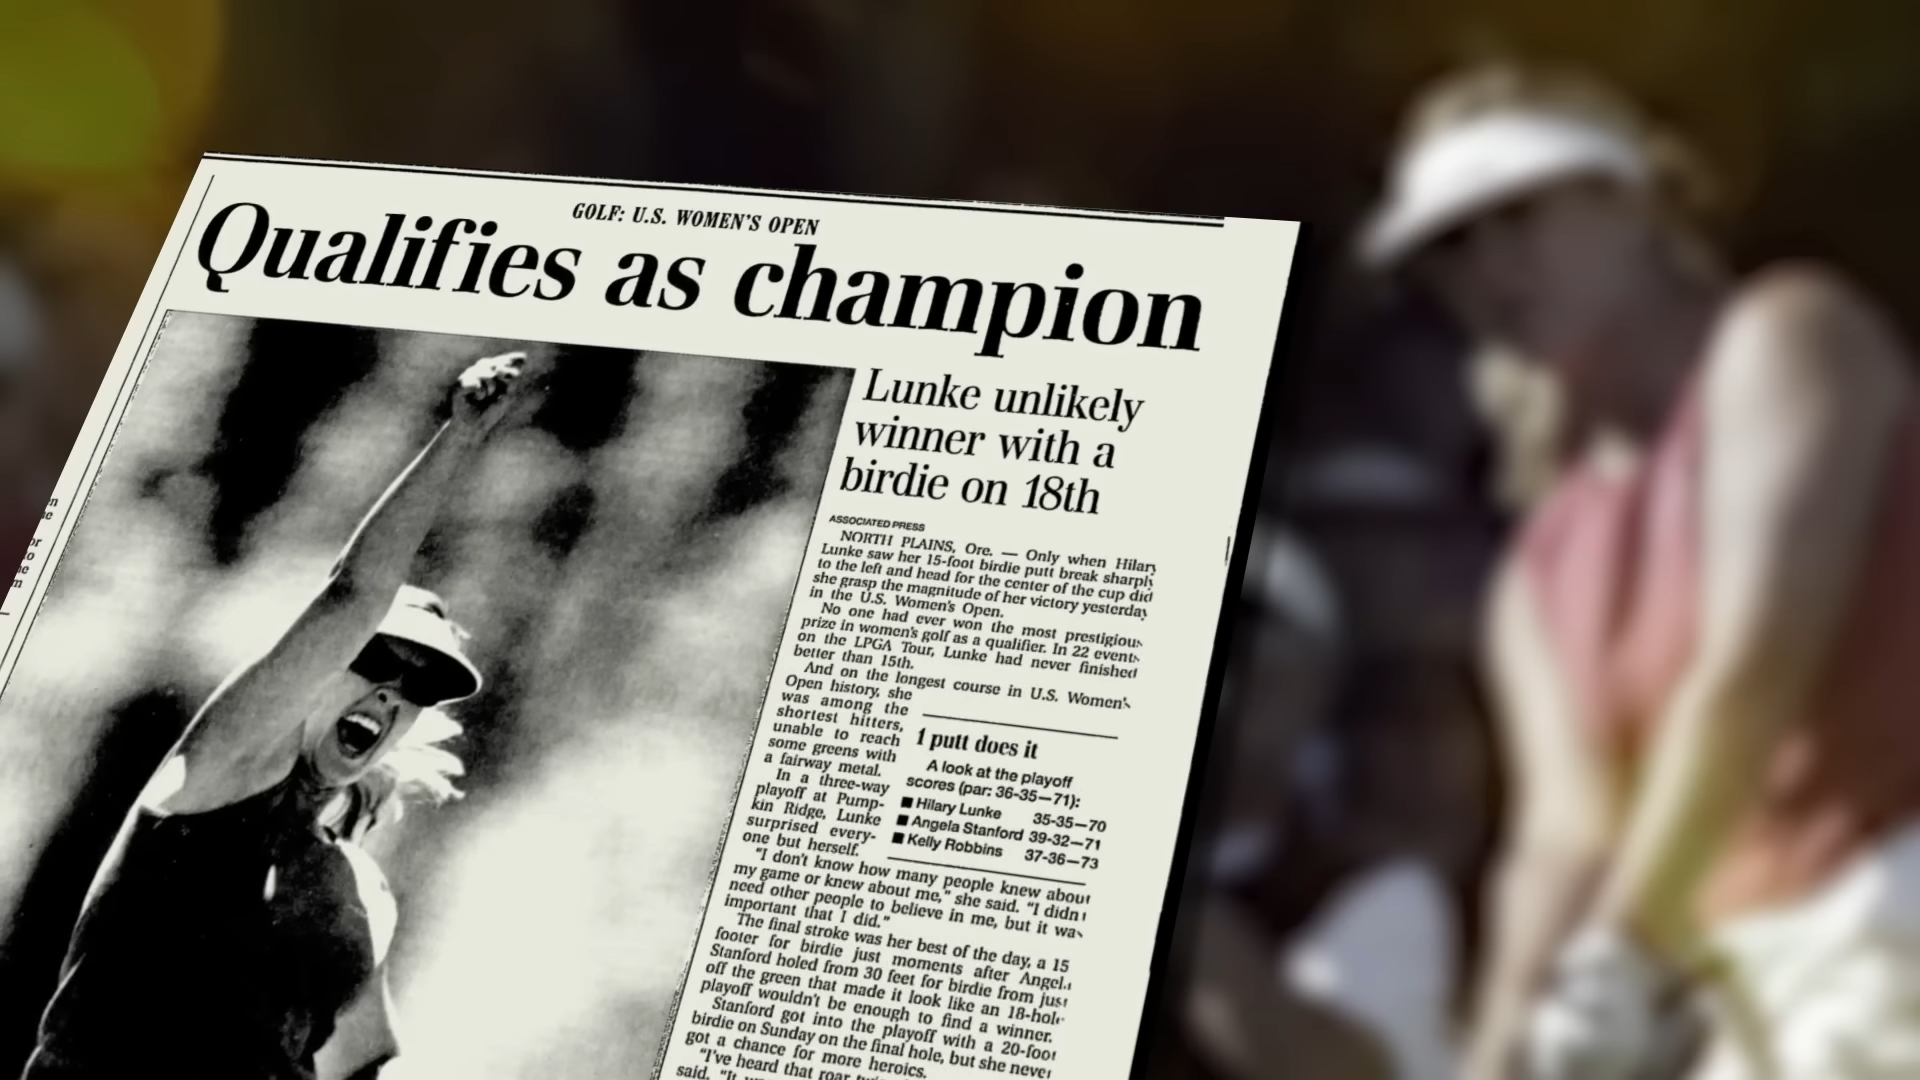 GOLF: U.S. WOMEN'S OPEN
Qualifies as champion
Lunke unlikely
winner with a
birdie on 18th
ASSOCIATED PRESS
NORTH PLAINS, Ore. — Only when Hilary
Lunke saw her 15-foot birdie putt break sharply
to the left and head for the center of the cup did
she grasp the magnitude of her victory yesterday
in the U.S. Women's Open.
No one had ever won the most prestigious
prize in women's golf as a qualifier. In 22 events
on the LPGA Tour, Lunke had never finished
better than 15th.
And on the longest course in U.S. Women's
Open history, she
was among the
shortest hitters,
unable to reach
some greens with
a fairway metal.
In a three-way
playoff at Pump-
kin Ridge, Lunke
surprised every-
one but herself.
1 putt does it
A look at the playoff
scores (par: 36-35—71):
■ Hilary Lunke 35-35—70
■ Angela Stanford 39-32—71
■ Kelly Robbins 37-36—73
"I don't know how many people knew about
my game or knew about me," she said. "I didn
need other people to believe in me, but it was
important that I did."
The final stroke was her best of the day, a 15
footer for birdie just moments after Angel
Stanford holed from 30 feet for birdie from just
off the green that made it look like an 18-hole
playoff wouldn't be enough to find a winner.
Stanford got into the playoff with a 20-foot
birdie on Sunday on the final hole, but she never
got a chance for more heroics.
"I've heard that roar
said. "It